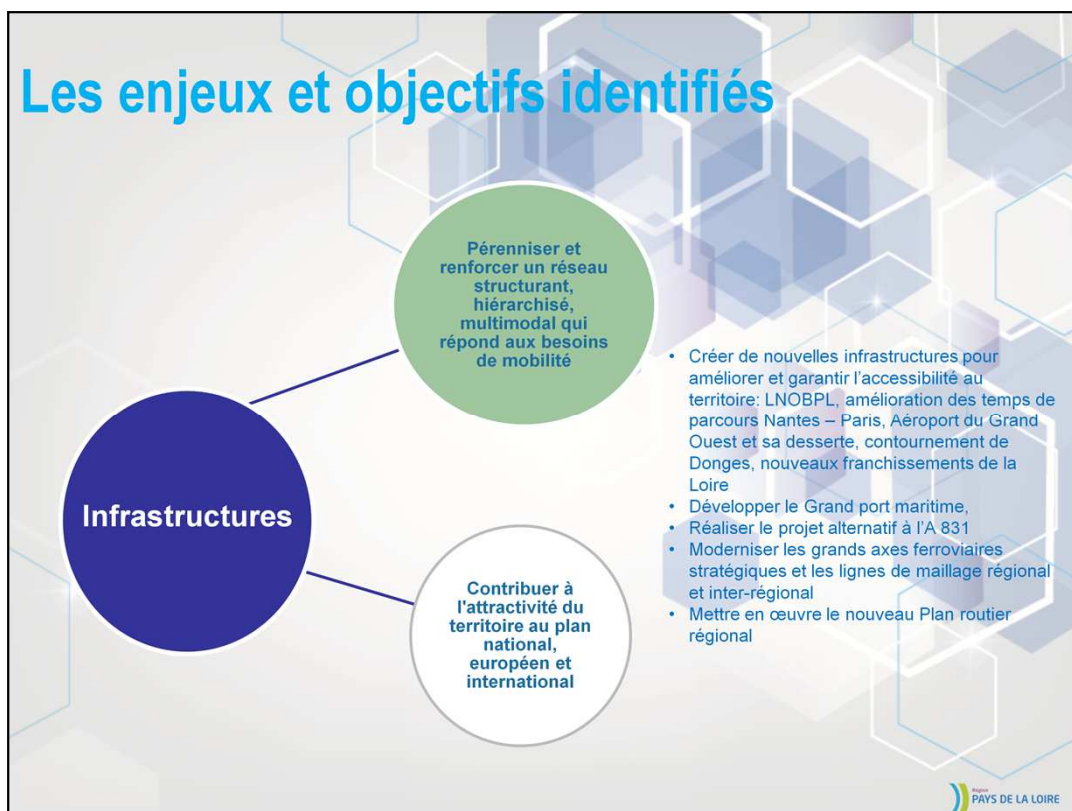 Les enjeux et objectifs identifiés
Pérenniser et
renforcer un réseau
structurant,
hiérarchisé,
multimodal qui
répond aux besoins
de mobilité
Infrastructures
Contribuer à
l'attractivité du
territoire au plan
national,
européen et
international
• Créer de nouvelles infrastructures pour
améliorer et garantir l’accessibilité au
territoire: LNOBPL, amélioration des temps de
parcours Nantes – Paris, Aéroport du Grand
Ouest et sa desserte, contournement de
Donges, nouveaux franchissements de la
Loire
• Développer le Grand port maritime,
• Réaliser le projet alternatif à l’A 831
• Moderniser les grands axes ferroviaires
stratégiques et les lignes de maillage régional
et inter-régional
• Mettre en œuvre le nouveau Plan routier
régional
Région
PAYS DE LA LOIRE